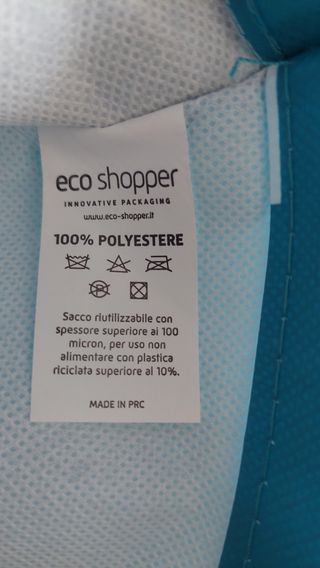 eco shopper
INNOVATIVE PACKAGING
www.eco-shopper.it
100% POLYESTERE
Sacco riutilizzabile con
spessore superiore ai 100
micron, per uso non
alimentare con plastica
riciclata superiore al 10%.
MADE IN PRC